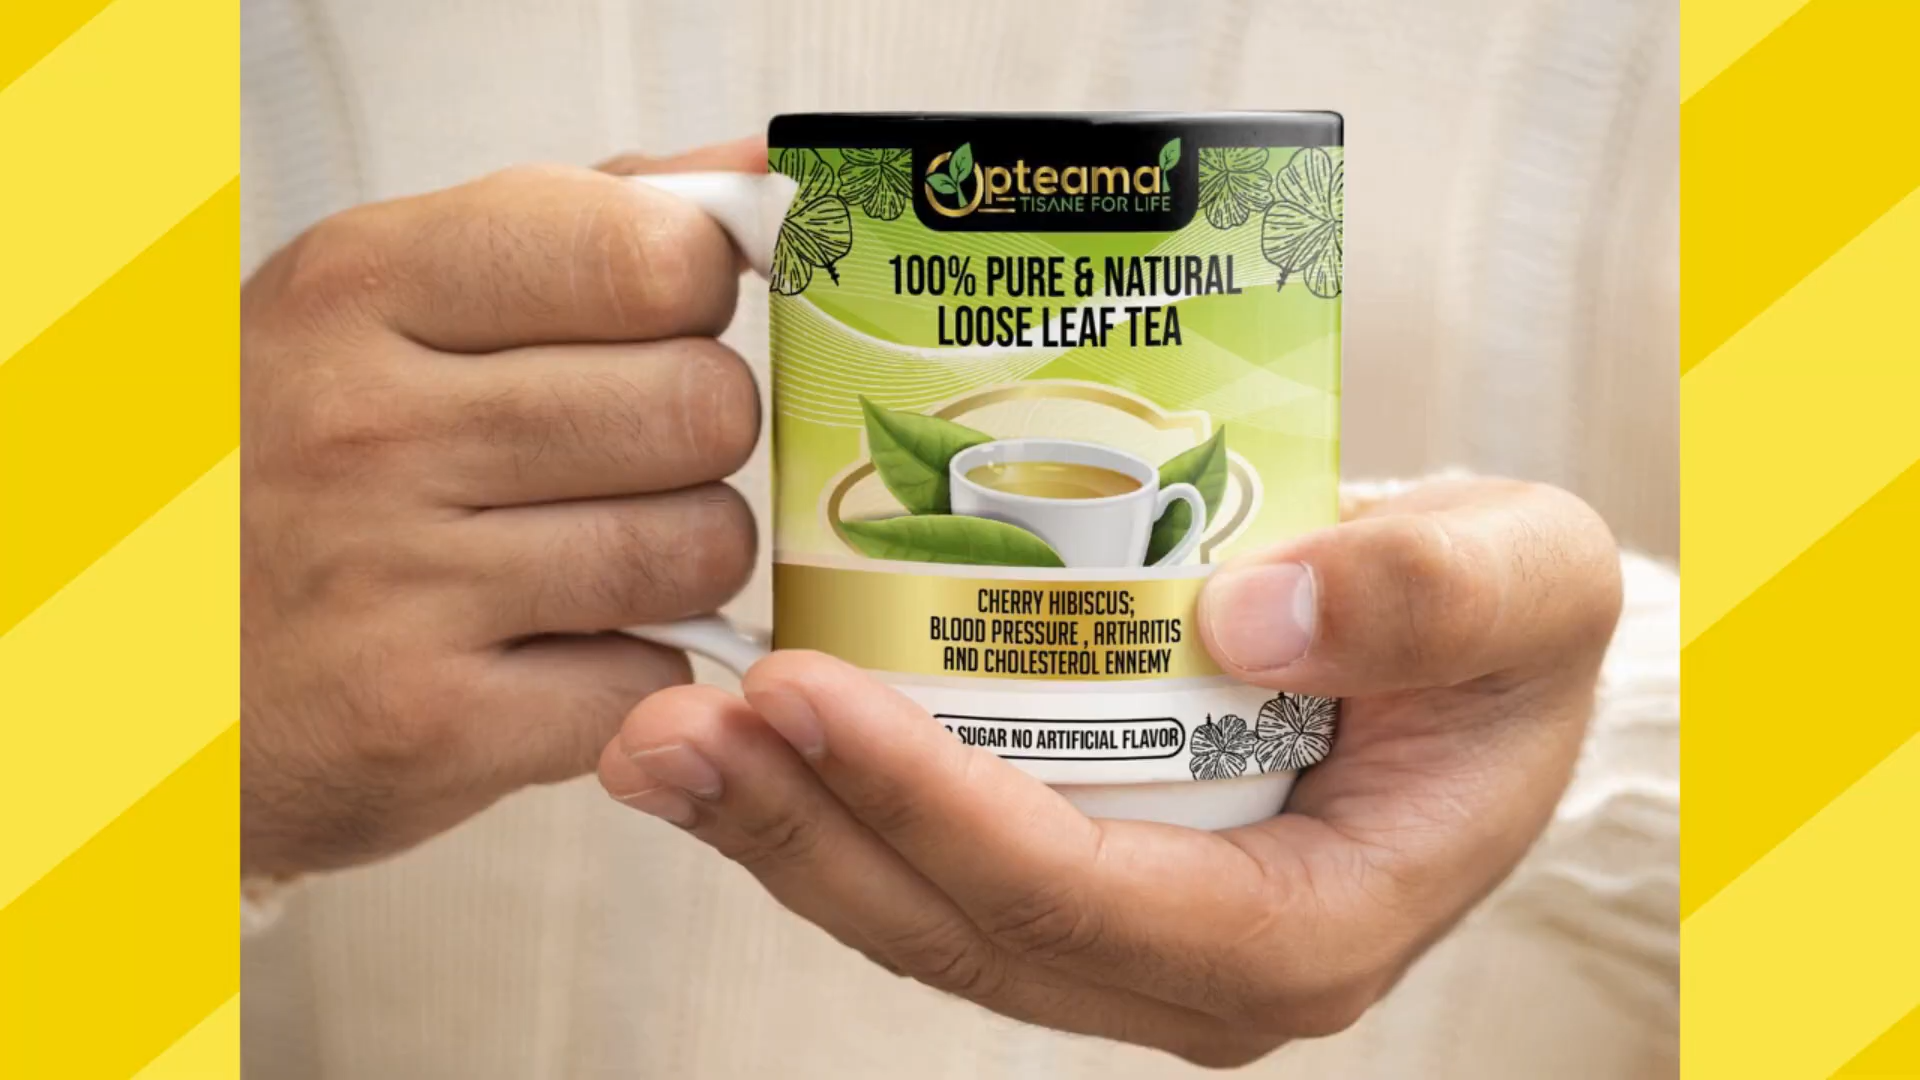 Opteama
TISANE FOR LIFE
100% PURE & NATURAL
LOOSE LEAF TEA
CHERRY HIBISCUS;
BLOOD PRESSURE , ARTHRITIS
AND CHOLESTEROL ENNEMY
SUGAR NO ARTIFICIAL FLAVOR